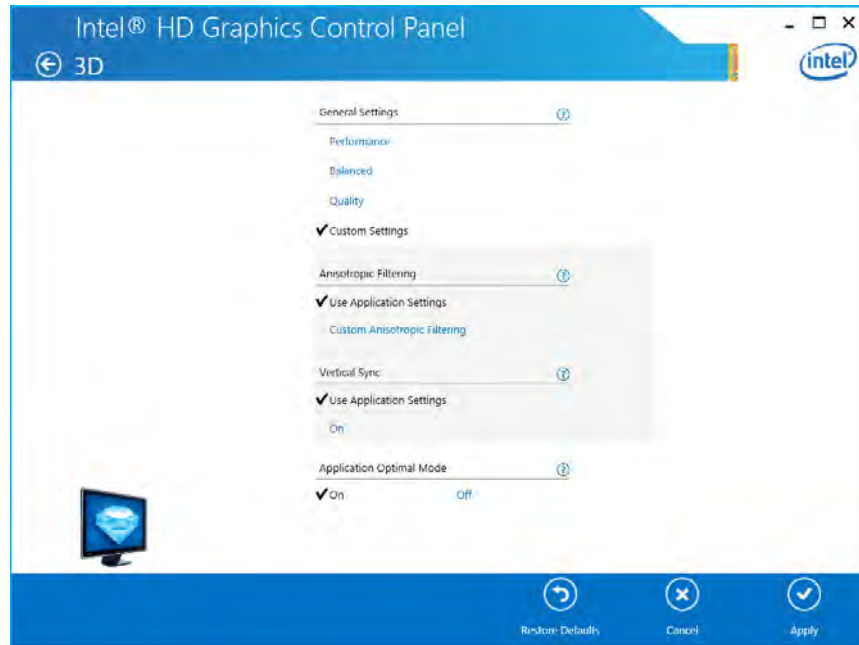 Intel® HD Graphics Control Panel
3D
intel
General Settings
?
Performance
Balanced
Quality
✔Custom Settings
Anisotropic Filtering
?
✔Use Application Settings
Custom Anisotropic Filtering
Vertical Sync
?
✔Use Application Settings
On
Application Optimal Mode
?
✔On Off
Restore Defaults Cancel Apply